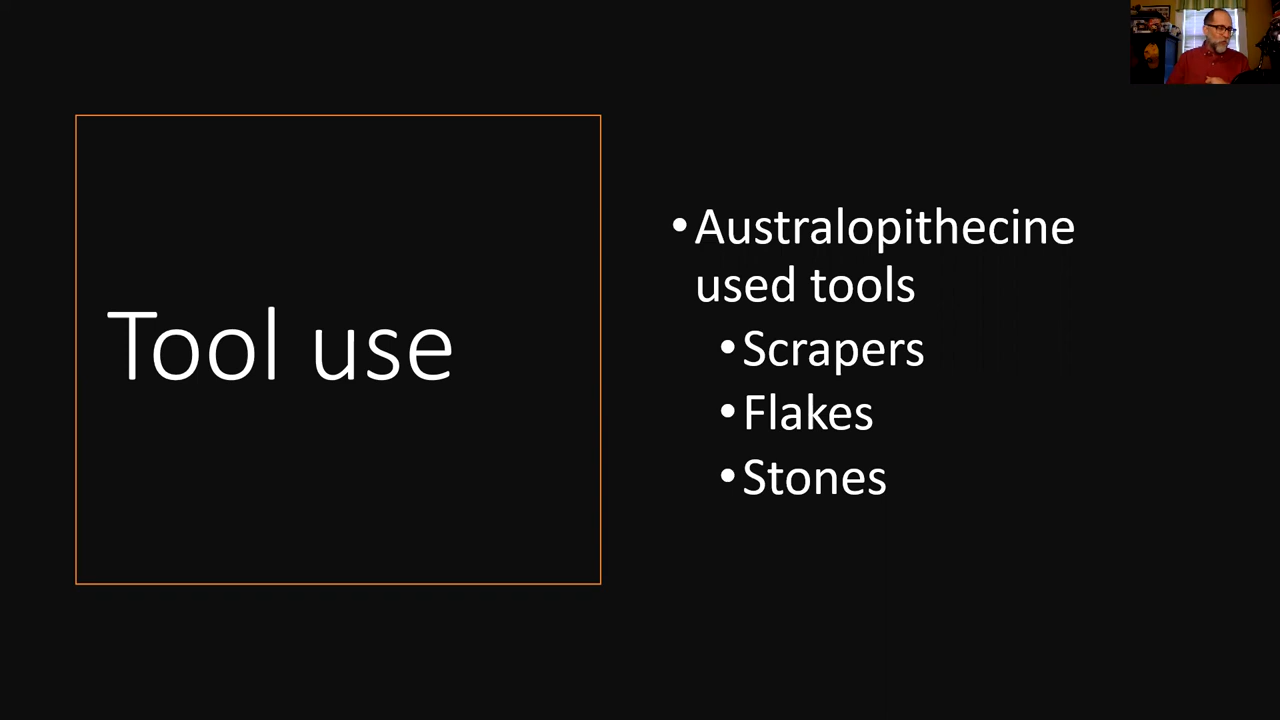 Tool use
•Australopithecine
used tools
•Scrapers
•Flakes
•Stones